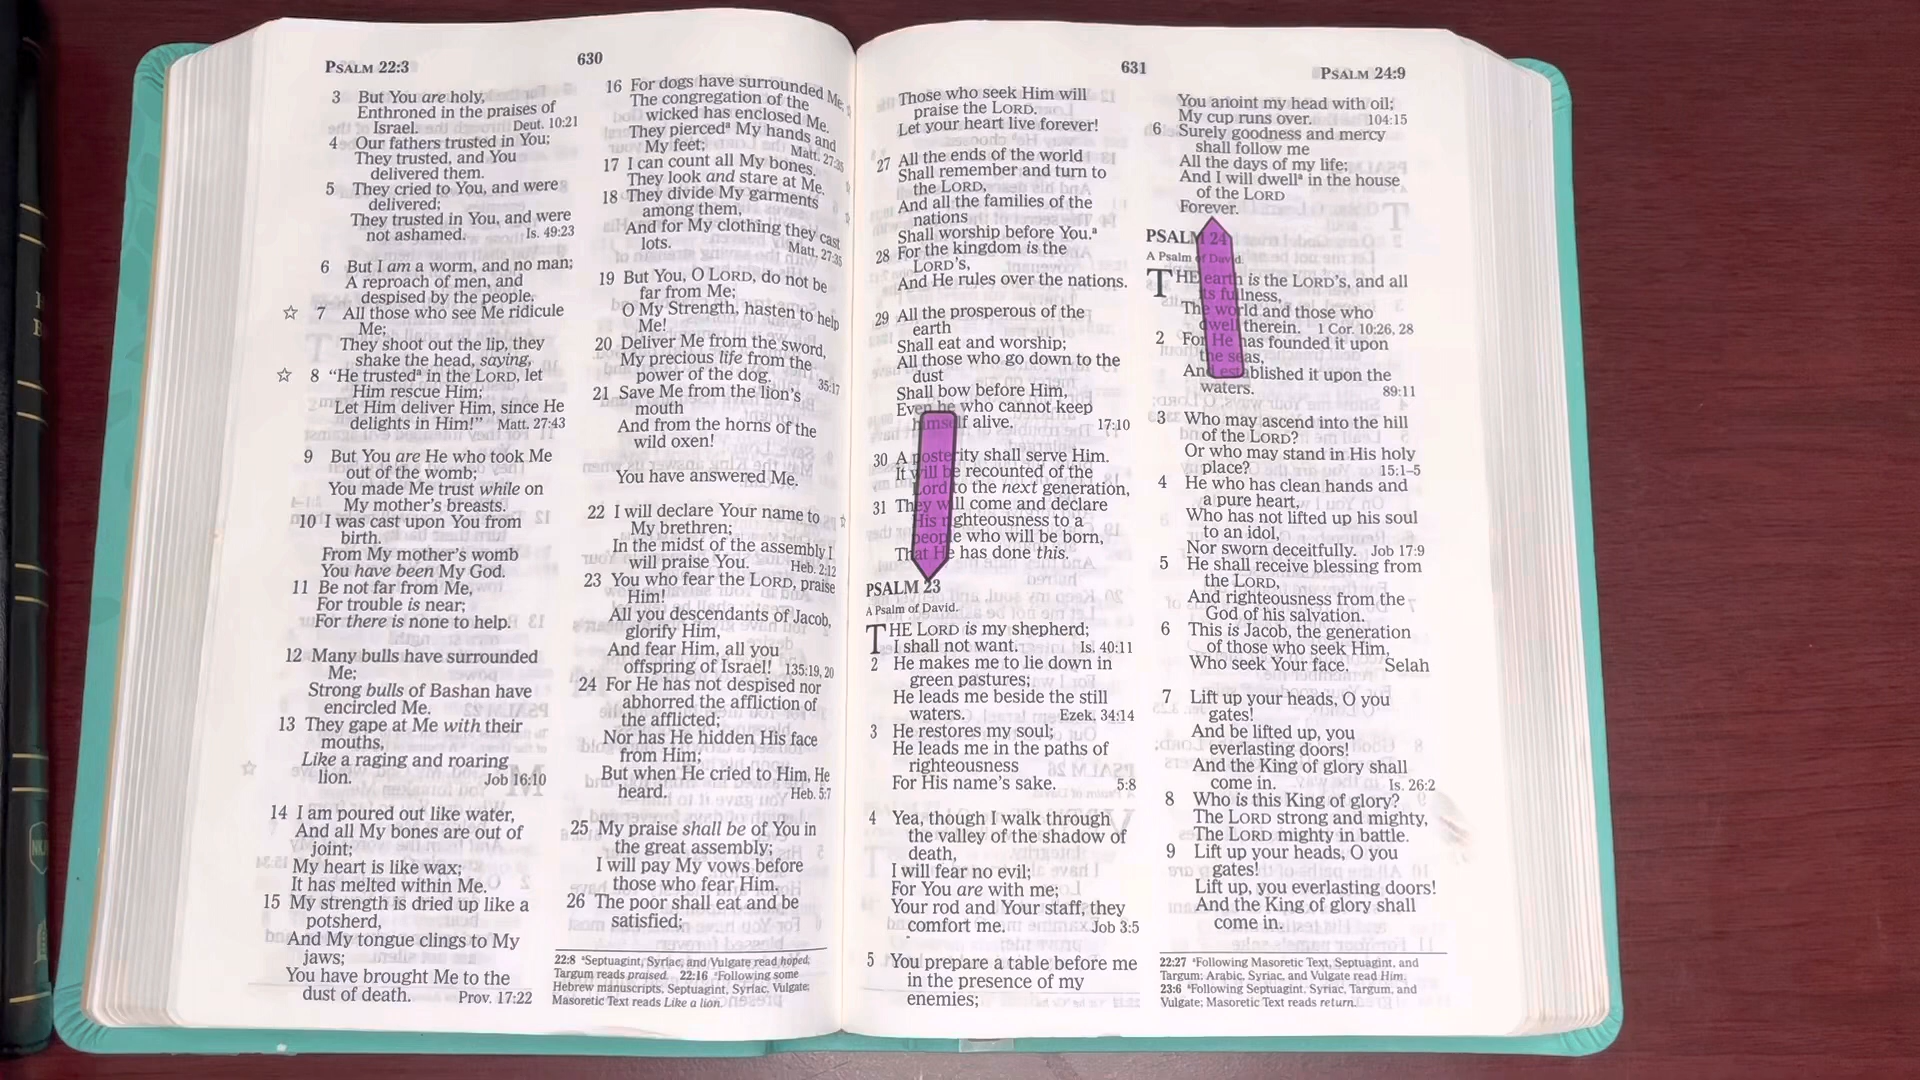 PSALM 22:3
630
3 But You are holy,
Enthroned in the praises of
Israel. Deut. 10:21
4 Our fathers trusted in You;
They trusted, and You
delivered them.
5 They cried to You, and were
delivered;
They trusted in You, and were
not ashamed. Is. 49:23
6 But I am a worm, and no man;
A reproach of men, and
despised by the people.
☆ 7 All those who see Me ridicule
Me;
They shoot out the lip, they
shake the head, saying,
☆ 8 “He trustedᵃ in the LORD, let
Him rescue Him;
Let Him deliver Him, since He
delights in Him!” Matt. 27:43
9 But You are He who took Me
out of the womb;
You made Me trust while on
My mother’s breasts.
10 I was cast upon You from
birth.
From My mother’s womb
You have been My God.
11 Be not far from Me,
For trouble is near;
For there is none to help.
12 Many bulls have surrounded
Me;
Strong bulls of Bashan have
encircled Me.
13 They gape at Me with their
mouths,
Like a raging and roaring
lion. Job 16:10
14 I am poured out like water,
And all My bones are out of
joint;
My heart is like wax;
It has melted within Me.
15 My strength is dried up like a
potsherd,
And My tongue clings to My
jaws;
You have brought Me to the
dust of death. Prov. 17:22
16 For dogs have surrounded Me;
The congregation of the
wicked has enclosed Me.
They piercedᵃ My hands and
My feet; Matt. 27:35
17 I can count all My bones.
They look and stare at Me.
18 They divide My garments
among them,
And for My clothing they cast
lots. Matt. 27:35
19 But You, O LORD, do not be
far from Me;
O My Strength, hasten to help
Me!
20 Deliver Me from the sword,
My precious life from the
power of the dog. 35:17
21 Save Me from the lion’s
mouth
And from the horns of the
wild oxen!
You have answered Me.
22 I will declare Your name to
My brethren;
In the midst of the assembly I
will praise You. Heb. 2:12
23 You who fear the LORD, praise
Him!
All you descendants of Jacob,
glorify Him,
And fear Him, all you
offspring of Israel! 135:19, 20
24 For He has not despised nor
abhorred the affliction of
the afflicted;
Nor has He hidden His face
from Him;
But when He cried to Him, He
heard. Heb. 5:7
25 My praise shall be of You in
the great assembly;
I will pay My vows before
those who fear Him.
26 The poor shall eat and be
satisfied;
22:8 ᵃSeptuagint, Syriac, and Vulgate read hoped;
Targum reads praised. 22:16 ᵃFollowing some
Hebrew manuscripts, Septuagint, Syriac, Vulgate;
Masoretic Text reads Like a lion.
631
PSALM 24:9
Those who seek Him will
praise the LORD.
Let your heart live forever!
27 All the ends of the world
Shall remember and turn to
the LORD,
And all the families of the
nations
Shall worship before You.ᵃ
28 For the kingdom is the
LORD’S,
And He rules over the nations.
29 All the prosperous of the
earth
Shall eat and worship;
All those who go down to the
dust
Shall bow before Him,
Even he who cannot keep
himself alive. 17:10
30 A posterity shall serve Him.
It will be recounted of the
Lord to the next generation,
31 They will come and declare
His righteousness to a
people who will be born,
That He has done this.
PSALM 23
A Psalm of David.
THE LORD is my shepherd;
I shall not want. Is. 40:11
2 He makes me to lie down in
green pastures;
He leads me beside the still
waters. Ezek. 34:14
3 He restores my soul;
He leads me in the paths of
righteousness
For His name’s sake. 5:8
4 Yea, though I walk through
the valley of the shadow of
death,
I will fear no evil;
For You are with me;
Your rod and Your staff, they
comfort me. Job 3:5
5 You prepare a table before me
in the presence of my
enemies;
You anoint my head with oil;
My cup runs over. 104:15
6 Surely goodness and mercy
shall follow me
All the days of my life;
And I will dwellᵃ in the house
of the LORD
Forever.
PSALM 24
A Psalm of David.
THE earth is the LORD’S, and all
its fullness,
The world and those who
dwell therein. 1 Cor. 10:26, 28
2 For He has founded it upon
the seas,
And established it upon the
waters. 89:11
3 Who may ascend into the hill
of the LORD?
Or who may stand in His holy
place? 15:1–5
4 He who has clean hands and
a pure heart,
Who has not lifted up his soul
to an idol,
Nor sworn deceitfully. Job 17:9
5 He shall receive blessing from
the LORD,
And righteousness from the
God of his salvation.
6 This is Jacob, the generation
of those who seek Him,
Who seek Your face. Selah
7 Lift up your heads, O you
gates!
And be lifted up, you
everlasting doors!
And the King of glory shall
come in. Is. 26:2
8 Who is this King of glory?
The LORD strong and mighty,
The LORD mighty in battle.
9 Lift up your heads, O you
gates!
Lift up, you everlasting doors!
And the King of glory shall
come in.
22:27 ᵃFollowing Masoretic Text, Septuagint, and
Targum; Arabic, Syriac, and Vulgate read Him.
23:6 ᵃFollowing Septuagint, Syriac, Targum, and
Vulgate; Masoretic Text reads return.